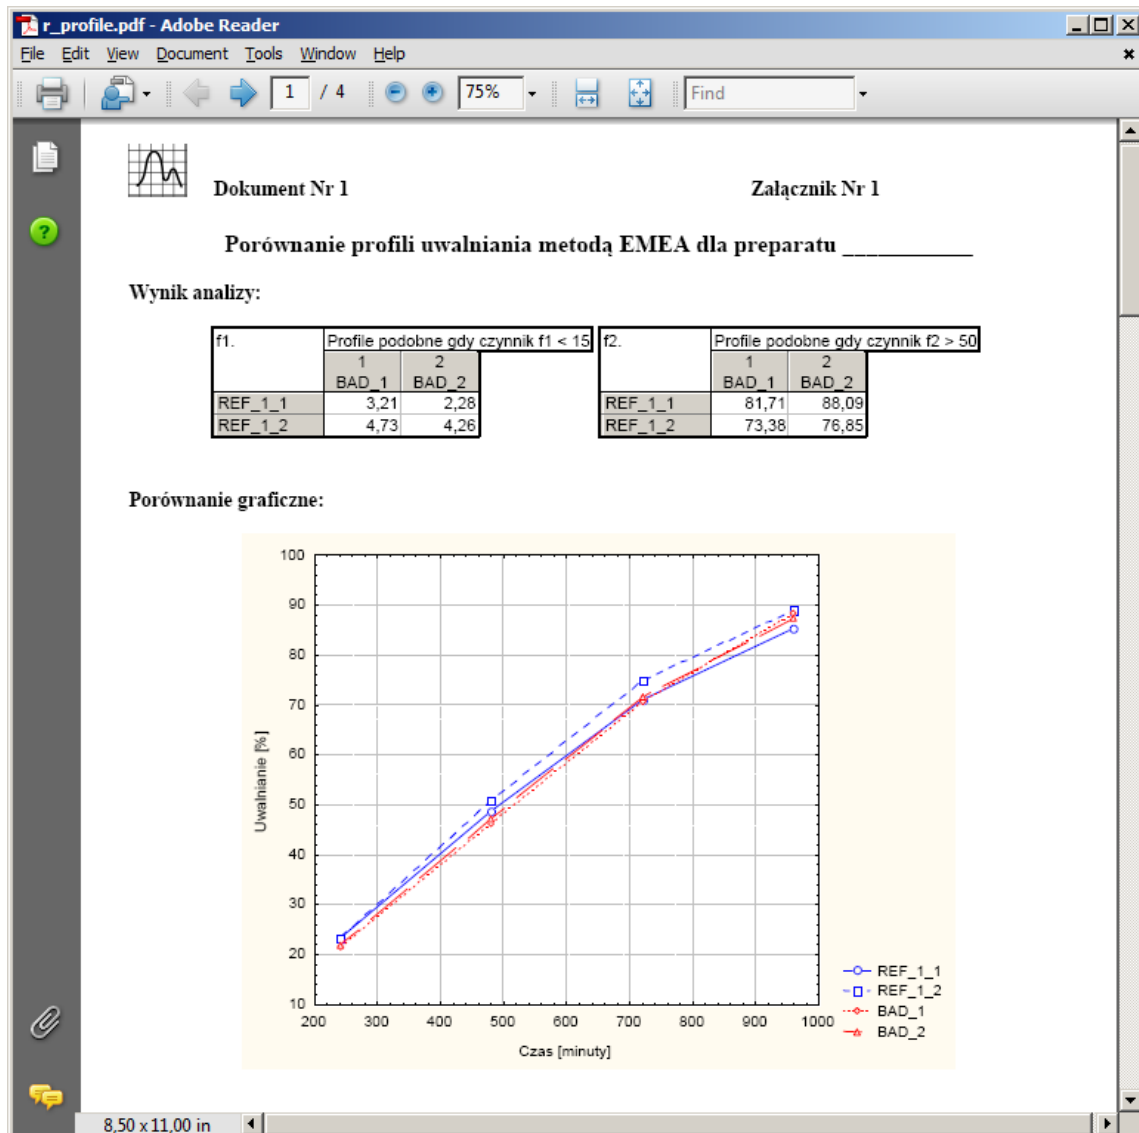 r_profile.pdf - Adobe Reader
File Edit View Document Tools Window Help
1 / 4 75% Find
Dokument Nr 1 Załącznik Nr 1
Porównanie profili uwalniania metodą EMEA dla preparatu ___________
Wynik analizy:
f1. Profile podobne gdy czynnik f1 < 15
1 2
BAD_1 BAD_2
REF_1_1 3,21 2,28
REF_1_2 4,73 4,26
f2. Profile podobne gdy czynnik f2 > 50
1 2
BAD_1 BAD_2
REF_1_1 81,71 88,09
REF_1_2 73,38 76,85
Porównanie graficzne:
Uwalnianie [%]
100
90
80
70
60
50
40
30
20
10
200 300 400 500 600 700 800 900 1000
Czas [minuty]
REF_1_1
REF_1_2
BAD_1
BAD_2
8,50 x 11,00 in